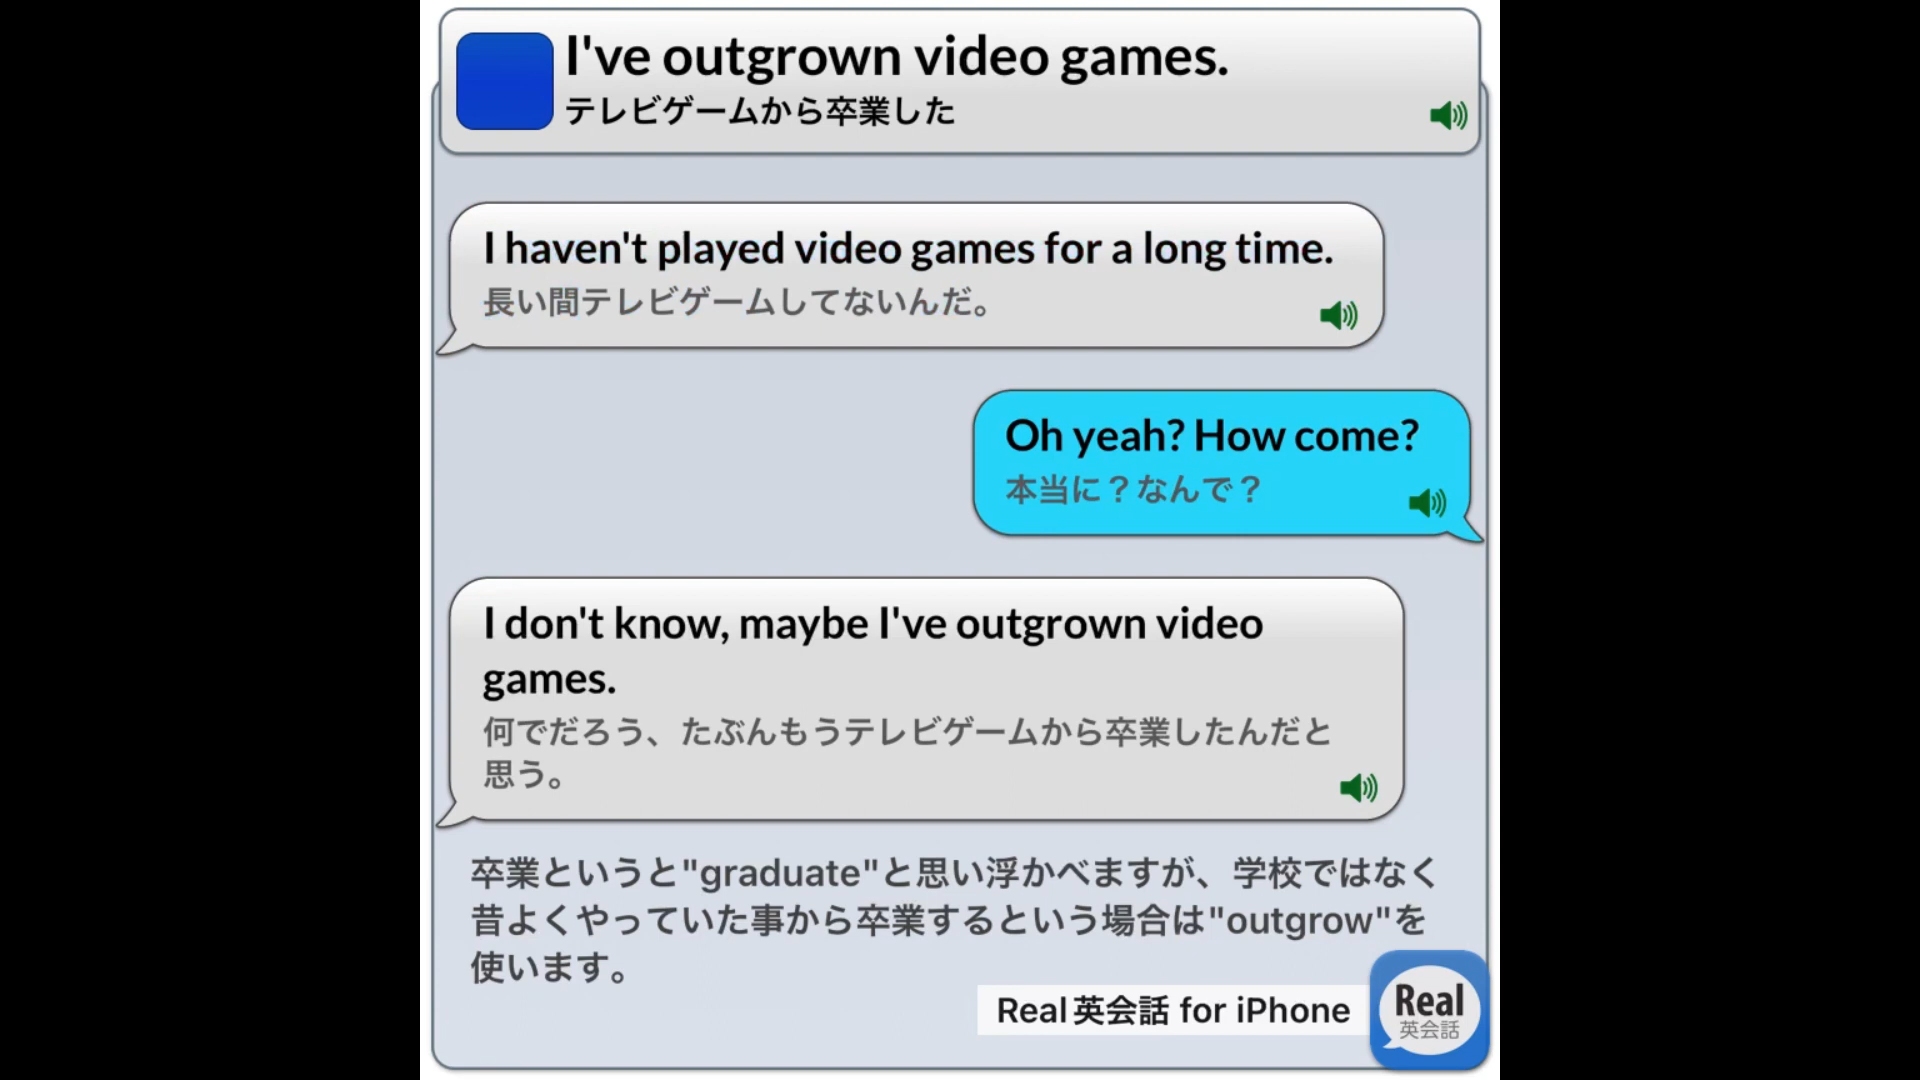 I've outgrown video games.
テレビゲームから卒業した
I haven't played video games for a long time.
長い間テレビゲームしてないんだ。
Oh yeah? How come?
本当に？なんで？
I don't know, maybe I've outgrown video
games.
何でだろう、たぶんもうテレビゲームから卒業したんだと
思う。
卒業というと"graduate"と思い浮かべますが、学校ではなく
昔よくやっていた事から卒業するという場合は"outgrow"を
使います。
Real英会話 for iPhone
Real
英会話